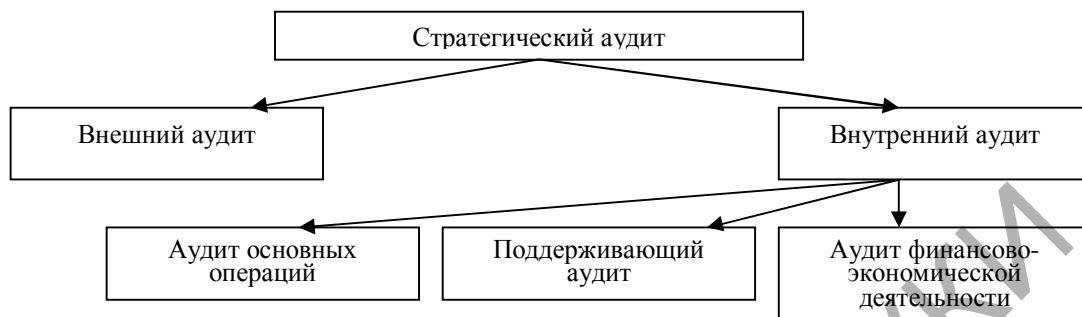 Стратегический аудит
Внешний аудит
Внутренний аудит
Аудит основных
операций
Поддерживающий
аудит
Аудит финансово-
экономической
деятельности